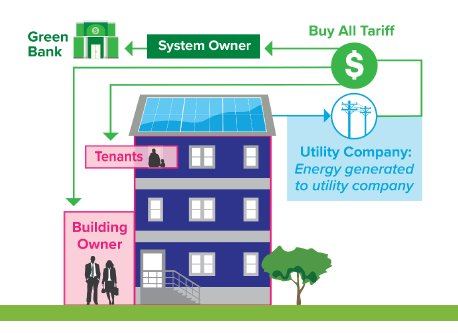 Green
Bank
System Owner
Buy All Tariff
$
$
Tenants
Utility Company:
Energy generated
to utility company
Building
Owner